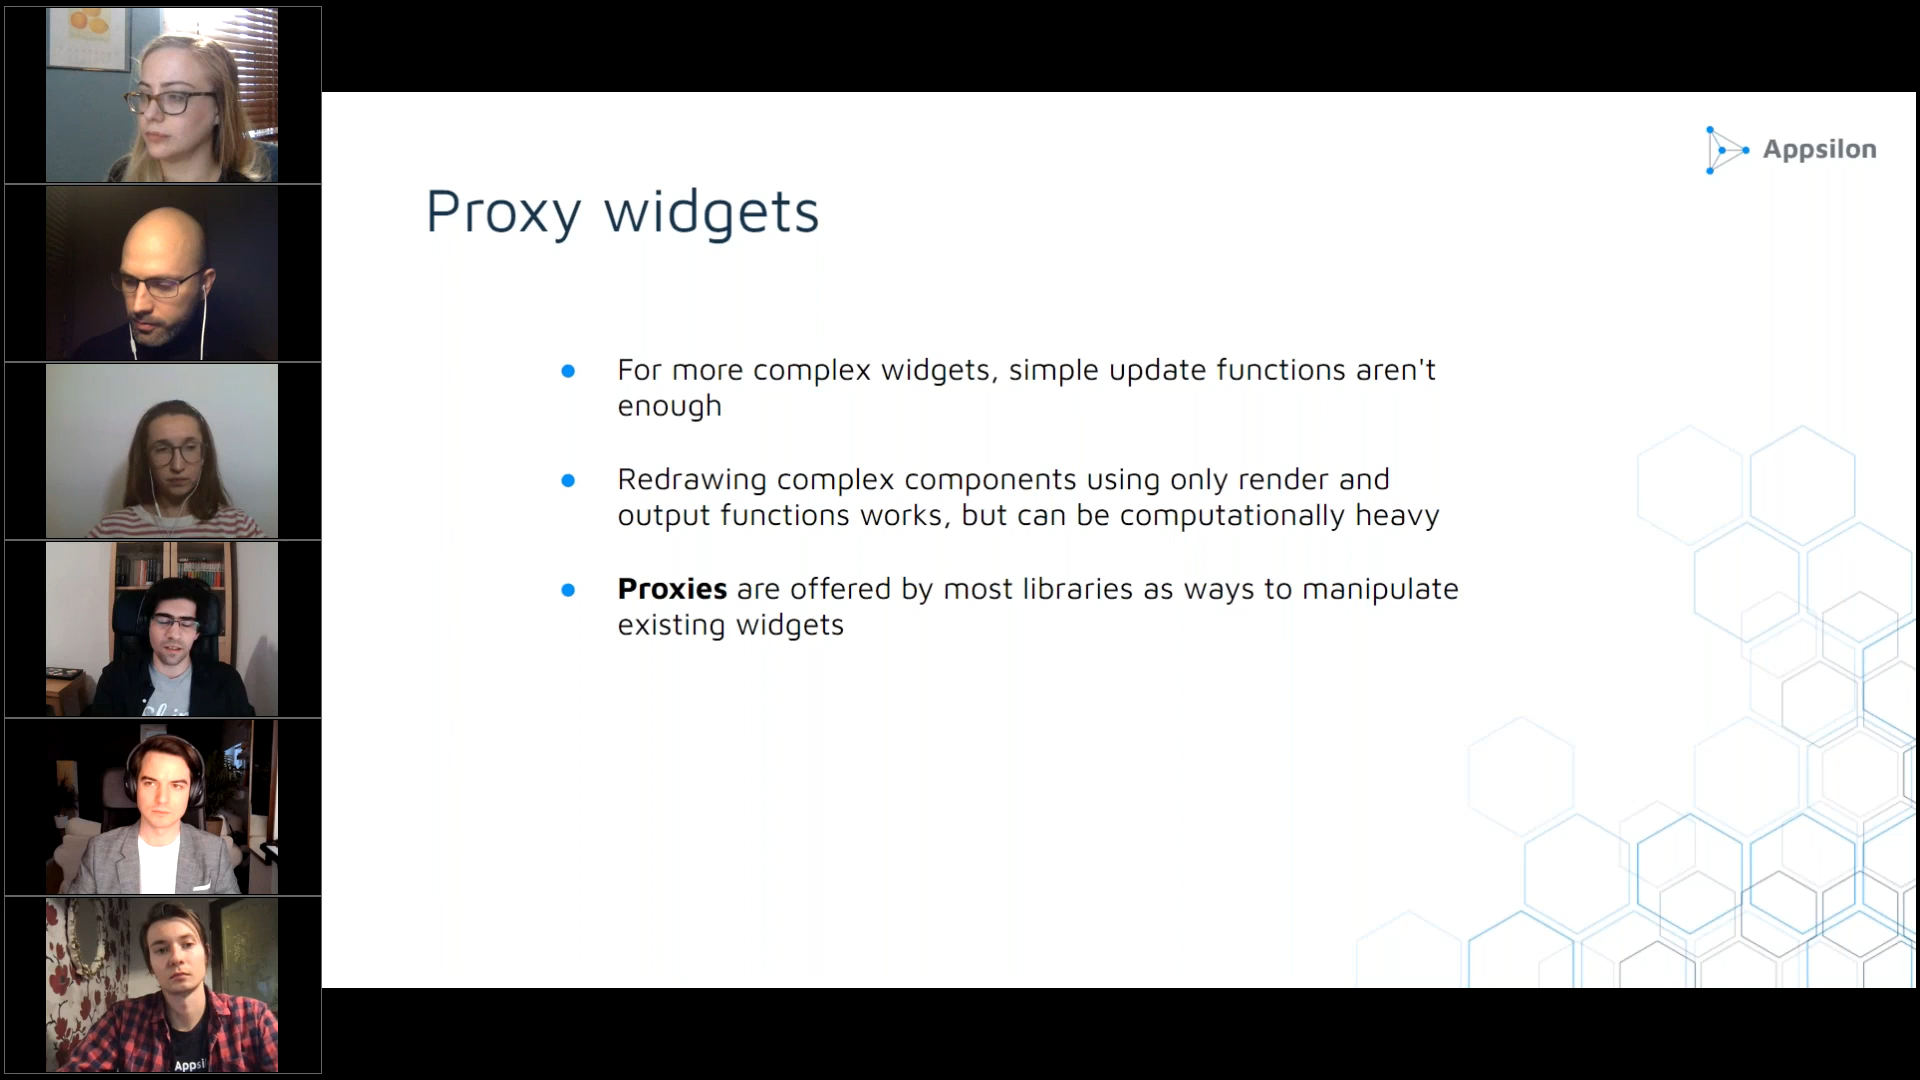 Appsilon
Proxy widgets
For more complex widgets, simple update functions aren't
enough
Redrawing complex components using only render and
output functions works, but can be computationally heavy
Proxies are offered by most libraries as ways to manipulate
existing widgets
Appsil